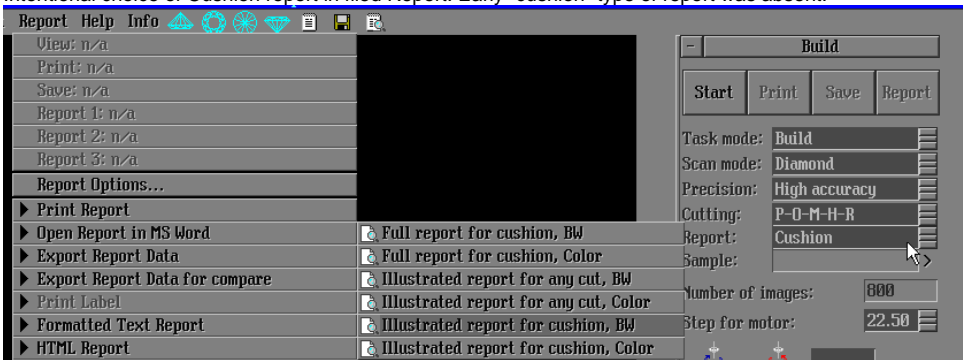 Intentional choice of Cushion report in filed Report. Early "cushion" type of report was absent.
Report Help Info
View: n/a
Print: n/a
Save: n/a
Report 1: n/a
Report 2: n/a
Report 3: n/a
Report Options...
Print Report
Open Report in MS Word
Export Report Data
Export Report Data for compare
Print Label
Formatted Text Report
HTML Report
Full report for cushion, BW
Full report for cushion, Color
Illustrated report for any cut, BW
Illustrated report for any cut, Color
Illustrated report for cushion, BW
Illustrated report for cushion, Color
- Build
Start Print Save Report
Task mode: Build
Scan mode: Diamond
Precision: High accuracy
Cutting: P-O-M-H-R
Report: Cushion
Sample: >
Number of images: 800
Step for motor: 22.50